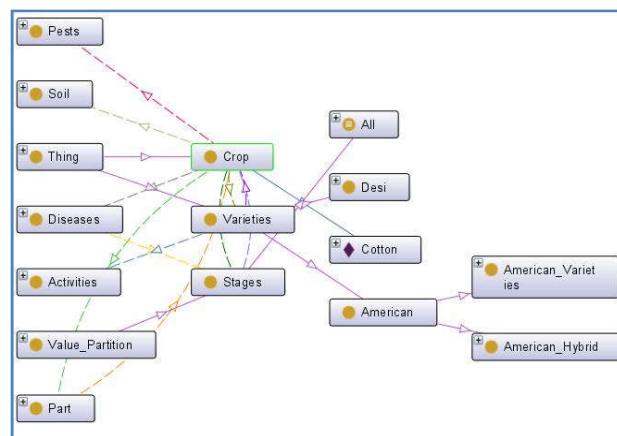 Pests
Soil
All
Thing
Crop
Desi
Diseases
Varieties
Cotton
American_Variet
ies
Activities
Stages
American
Value_Partition
American_Hybrid
Part